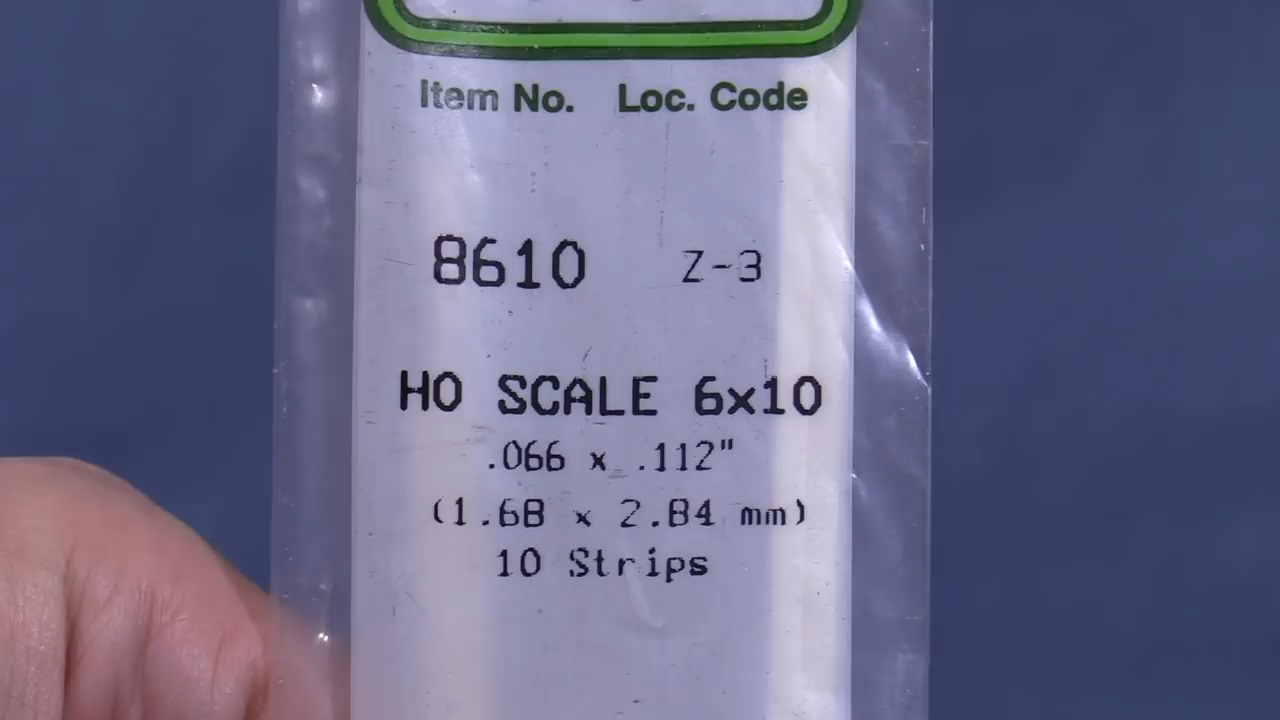 Item No. Loc. Code
8610 Z-3
HO SCALE 6x10
.066 x .112"
(1.68 x 2.84 mm)
10 Strips